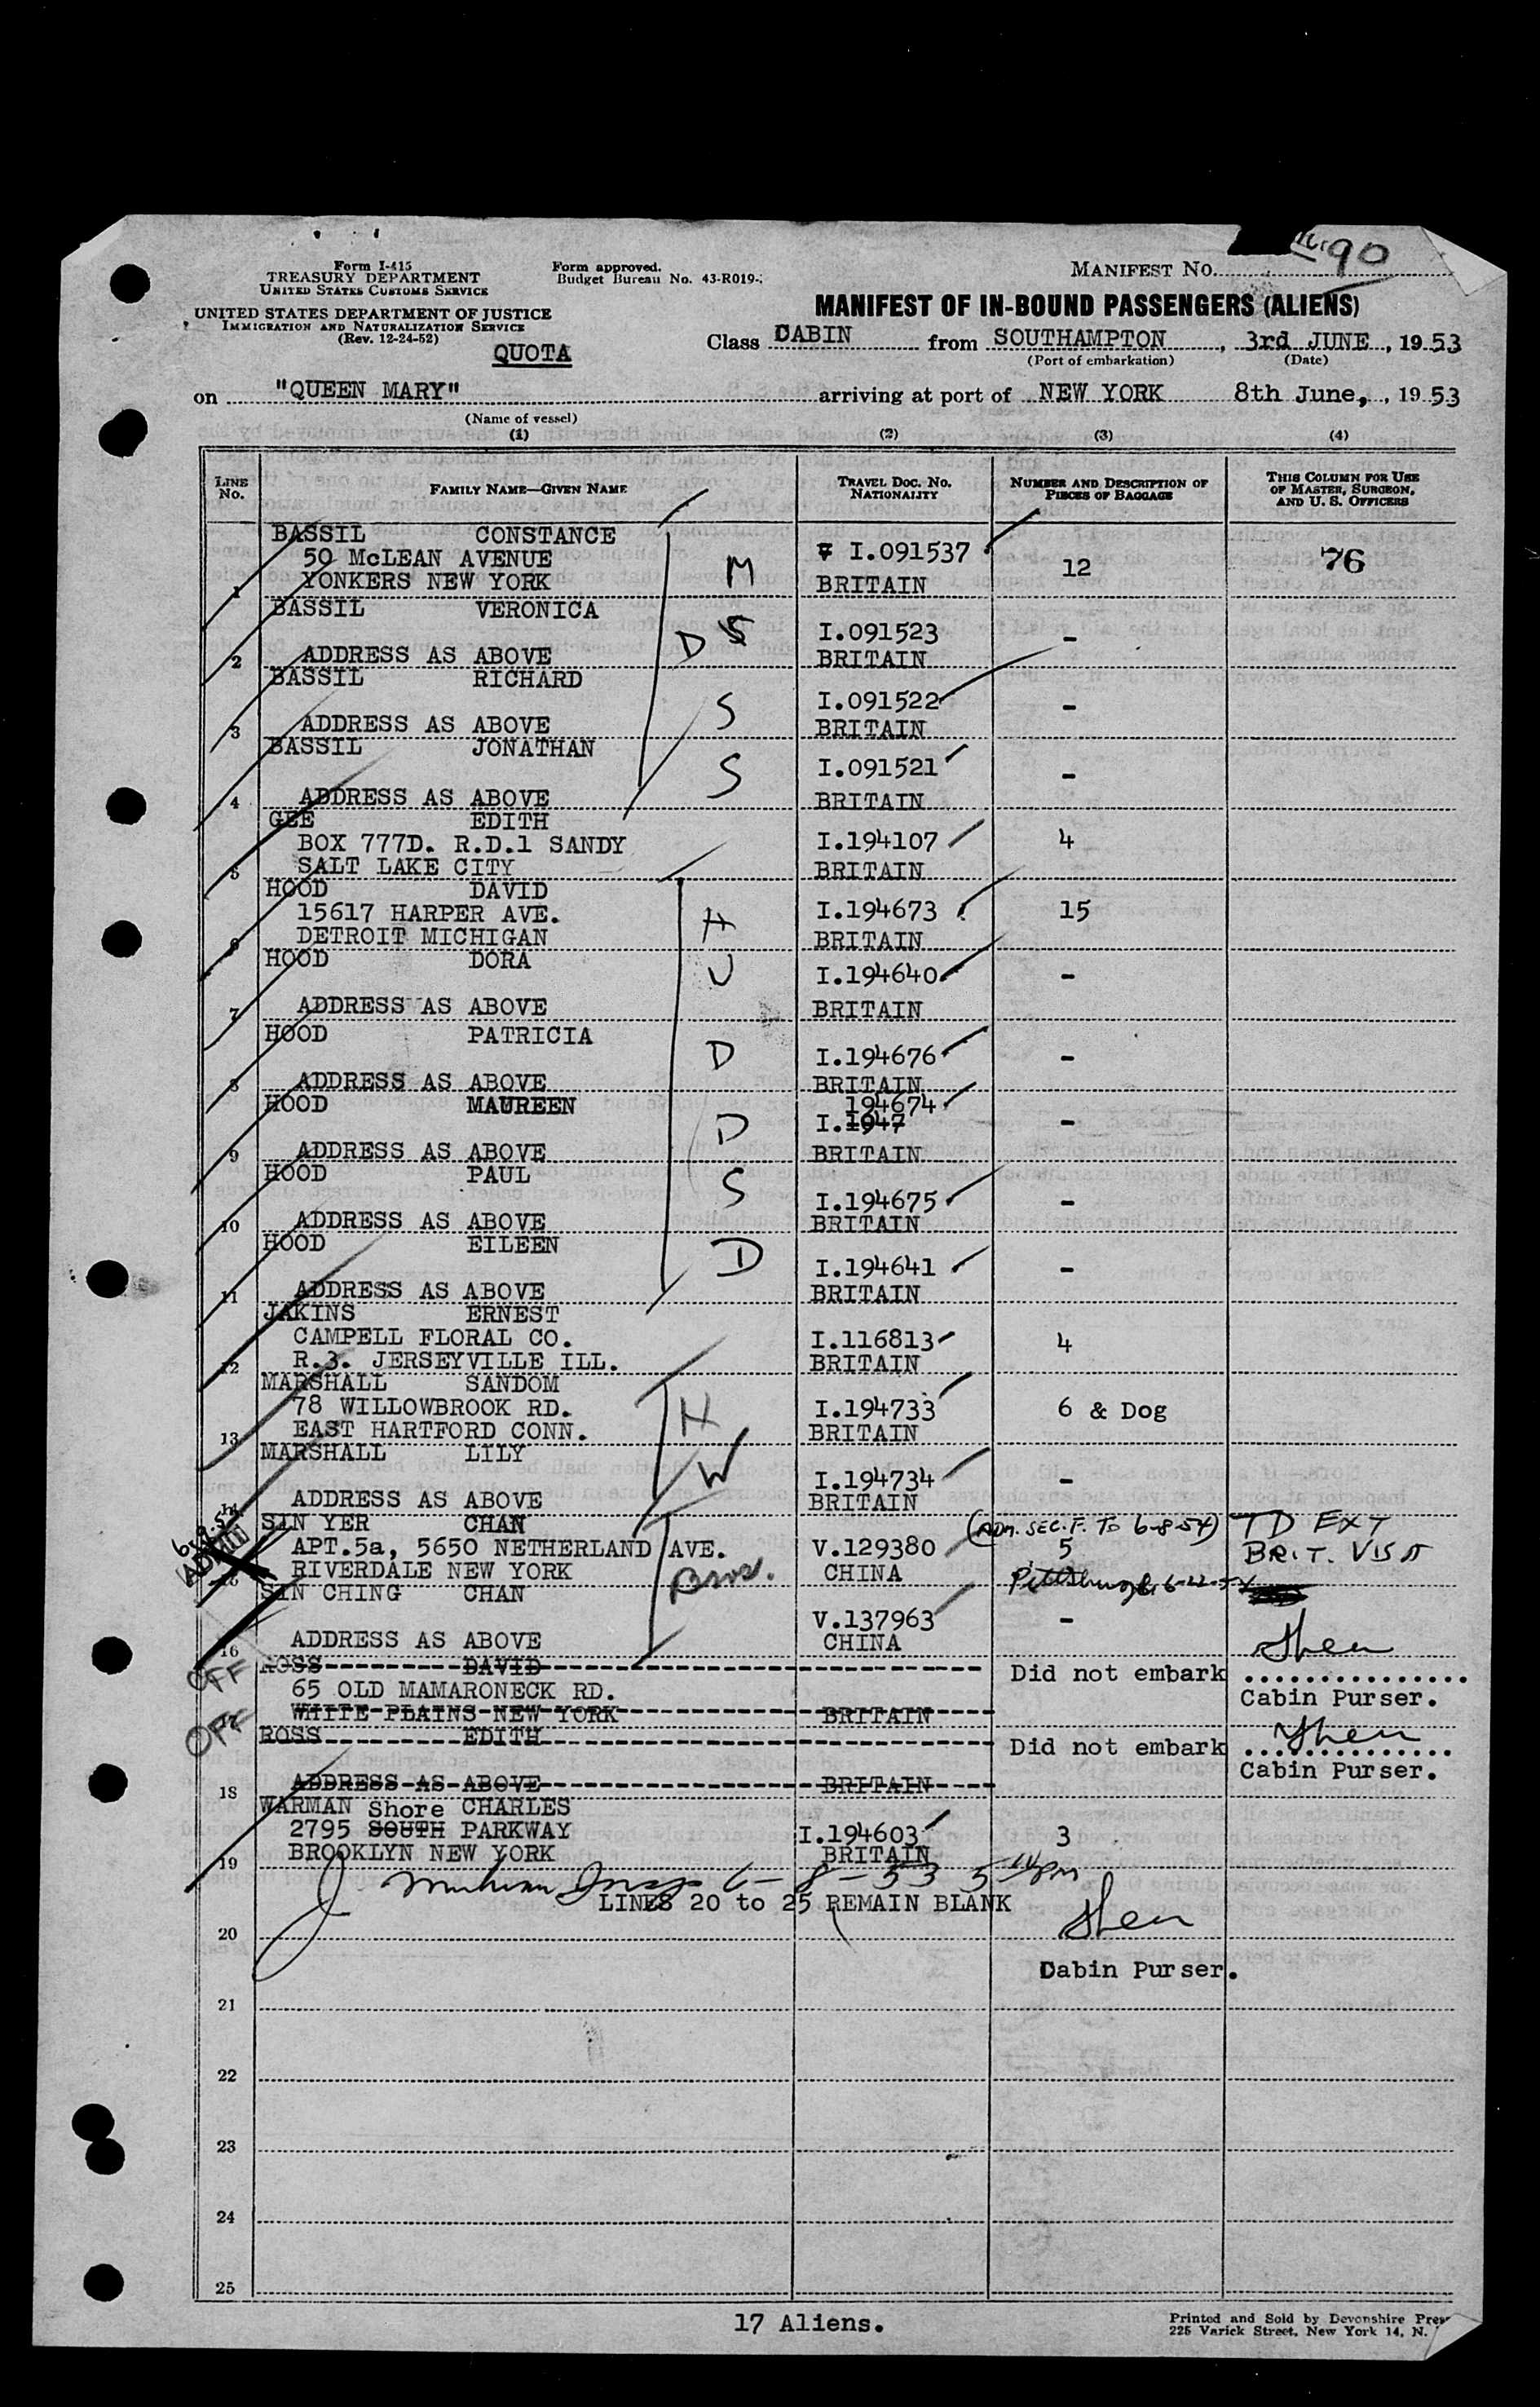 Form I-415
TREASURY DEPARTMENT
UNITED STATES CUSTOMS SERVICE
UNITED STATES DEPARTMENT OF JUSTICE
IMMIGRATION AND NATURALIZATION SERVICE
(Rev. 12-24-52)
QUOTA
Form approved.
Budget Bureau No. 43-R019-
MANIFEST NO. 90
MANIFEST OF IN-BOUND PASSENGERS (ALIENS)
Class CABIN from SOUTHAMPTON, 3rd JUNE, 1953
(Port of embarkation) (Date)
on "QUEEN MARY" arriving at port of NEW YORK 8th June, 1953
(Name of vessel)
(1) (2) (3) (4)
LINE NO. FAMILY NAME—GIVEN NAME TRAVEL DOC. NO. NATIONALITY NUMBER AND DESCRIPTION OF PIECES OF BAGGAGE THIS COLUMN FOR USE OF MASTER, SURGEON, AND U. S. OFFICERS
BASSIL CONSTANCE
50 McLEAN AVENUE M I.091537 12 76
1 YONKERS NEW YORK BRITAIN
BASSIL VERONICA
D S I.091523 -
2 ADDRESS AS ABOVE BRITAIN
BASSIL RICHARD
S I.091522 -
3 ADDRESS AS ABOVE BRITAIN
BASSIL JONATHAN
S I.091521 -
4 ADDRESS AS ABOVE BRITAIN
GEE EDITH
BOX 777D. R.D.1 SANDY I.194107 4
5 SALT LAKE CITY BRITAIN
HOOD DAVID
15617 HARPER AVE. H I.194673 15
6 DETROIT MICHIGAN BRITAIN
HOOD DORA
I.194640 -
7 ADDRESS AS ABOVE BRITAIN
HOOD PATRICIA
D I.194676 -
8 ADDRESS AS ABOVE BRITAIN
HOOD MAUREEN 194674
D I.1947 -
9 ADDRESS AS ABOVE BRITAIN
HOOD PAUL
S I.194675 -
10 ADDRESS AS ABOVE BRITAIN
HOOD EILEEN
D I.194641 -
11 ADDRESS AS ABOVE BRITAIN
JAKINS ERNEST
CAMPELL FLORAL CO. I.116813 4
12 R.3. JERSEYVILLE ILL. BRITAIN
MARSHALL SANDOM
78 WILLOWBROOK RD. H I.194733 6 & Dog
13 EAST HARTFORD CONN. BRITAIN
MARSHALL LILY
W I.194734 -
14 ADDRESS AS ABOVE BRITAIN
SIN YER CHAN (ADM. SEC. F. TO 6-8-54) TD EXT
APT.5a, 5650 NETHERLAND AVE. V.129380 5 BRIT. VISIT
15 RIVERDALE NEW YORK Bros. CHINA Pittsburgh
SIN CHING CHAN
V.137963 -
16 ADDRESS AS ABOVE CHINA
OFF ROSS DAVID Did not embark
65 OLD MAMARONECK RD. Cabin Purser.
WHITE PLAINS NEW YORK BRITAIN
OFF ROSS EDITH Did not embark
Cabin Purser.
18 ADDRESS AS ABOVE BRITAIN
WARMAN Shore CHARLES
2795 SOUTH PARKWAY I.194603 3
19 BROOKLYN NEW YORK BRITAIN
6-8-53
LINES 20 to 25 REMAIN BLANK
20
Cabin Purser.
21
22
23
24
25
17 Aliens.
Printed and Sold by Devonshire Press
225 Varick Street, New York 14, N.